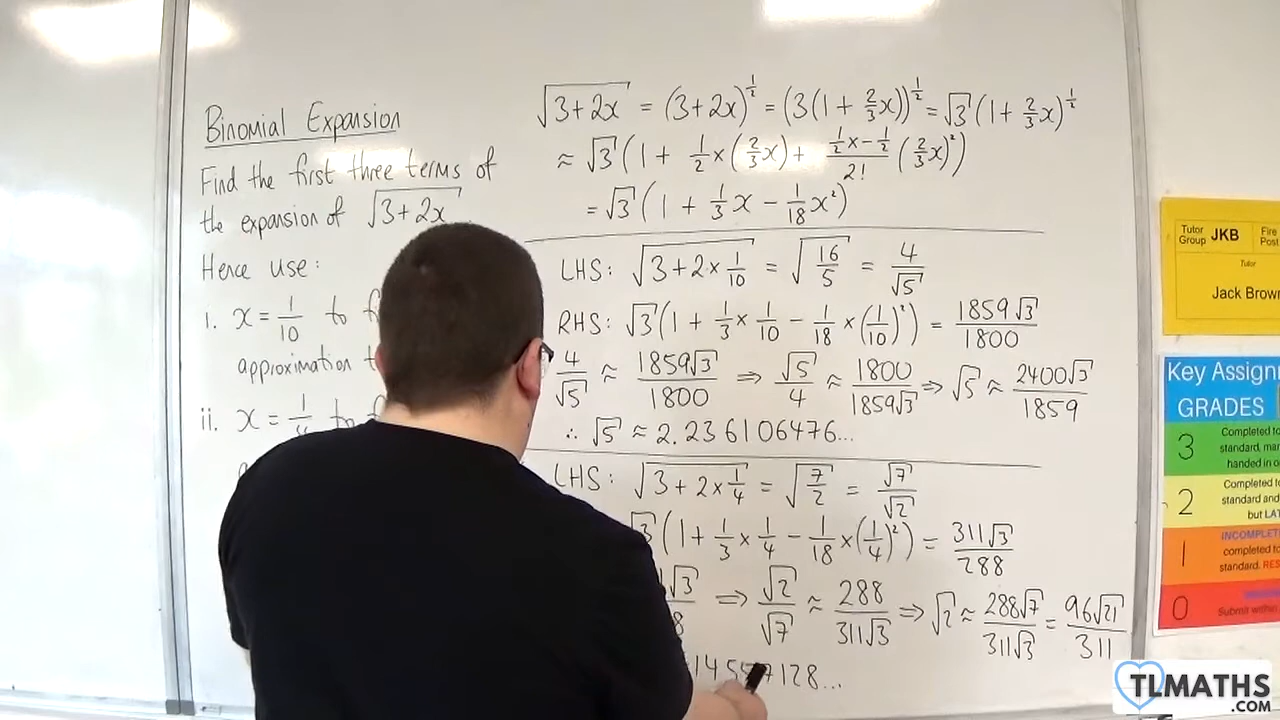 Binomial Expansion
Find the first three terms of
the expansion of √(3+2x)
Hence use:
i. x = 1/10 to
approximation
ii. x = 1/4 to
√(3+2x) = (3+2x)^(1/2) = (3(1 + 2/3 x))^(1/2) = √3(1 + 2/3 x)^(1/2)
≈ √3(1 + 1/2 × (2/3 x) + (1/2 × -1/2)/2! (2/3 x)²)
= √3(1 + 1/3 x − 1/18 x²)
LHS: √(3 + 2 × 1/10) = √(16/5) = 4/√5
RHS: √3(1 + 1/3 × 1/10 − 1/18 × (1/10)²) = 1859√3/1800
4/√5 ≈ 1859√3/1800 ⇒ √5/4 ≈ 1800/1859√3 ⇒ √5 ≈ 2400√3/1859
∴ √5 ≈ 2.236106476...
LHS: √(3 + 2 × 1/4) = √(7/2) = √7/√2
√3(1 + 1/3 × 1/4 − 1/18 × (1/4)²) = 311√3/288
√3/8 ⇒ √2/√7 ≈ 288/311√3 ⇒ √2 ≈ 288√7/311√3 = 96√21/311
7128...
Tutor Group JKB Fire
Tutor
Jack Brown
Key Assign
GRADES
3 Completed to
standard,
handed in
2 Completed to
standard and
but LAT
1 INCOMPLETE
completed to
standard. RES
0
Submit within
TLMATHS
.COM